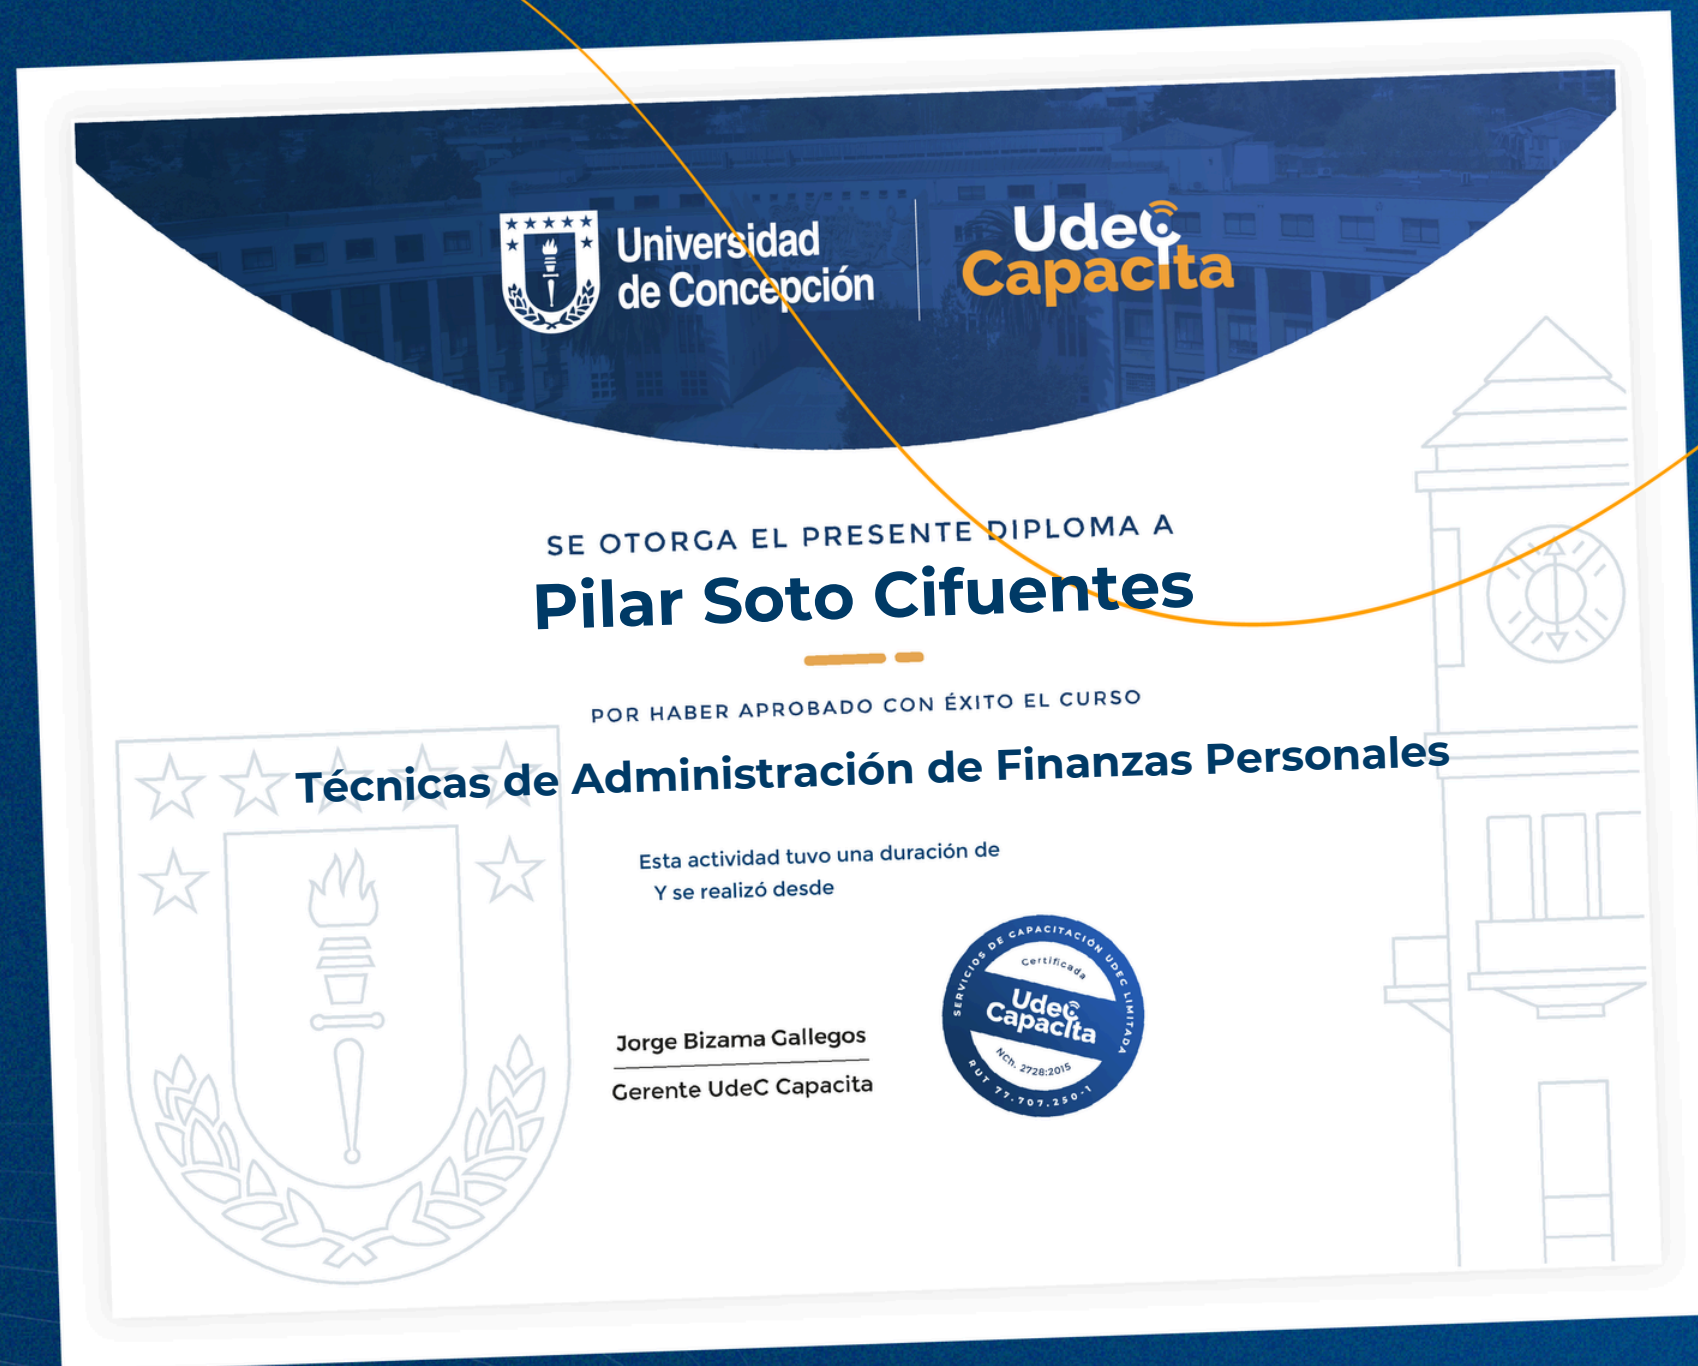 Universidad
de Concepción
UdeC
Capacita
SE OTORGA EL PRESENTE DIPLOMA A
Pilar Soto Cifuentes
POR HABER APROBADO CON ÉXITO EL CURSO
Técnicas de Administración de Finanzas Personales
Esta actividad tuvo una duración de
Y se realizó desde
Jorge Bizama Gallegos
Gerente UdeC Capacita
SERVICIOS DE CAPACITACIÓN UDEC LIMITADA
Certificada
UdeC
Capacita
NCh. 2728:2015
RUT 77.707.250-1